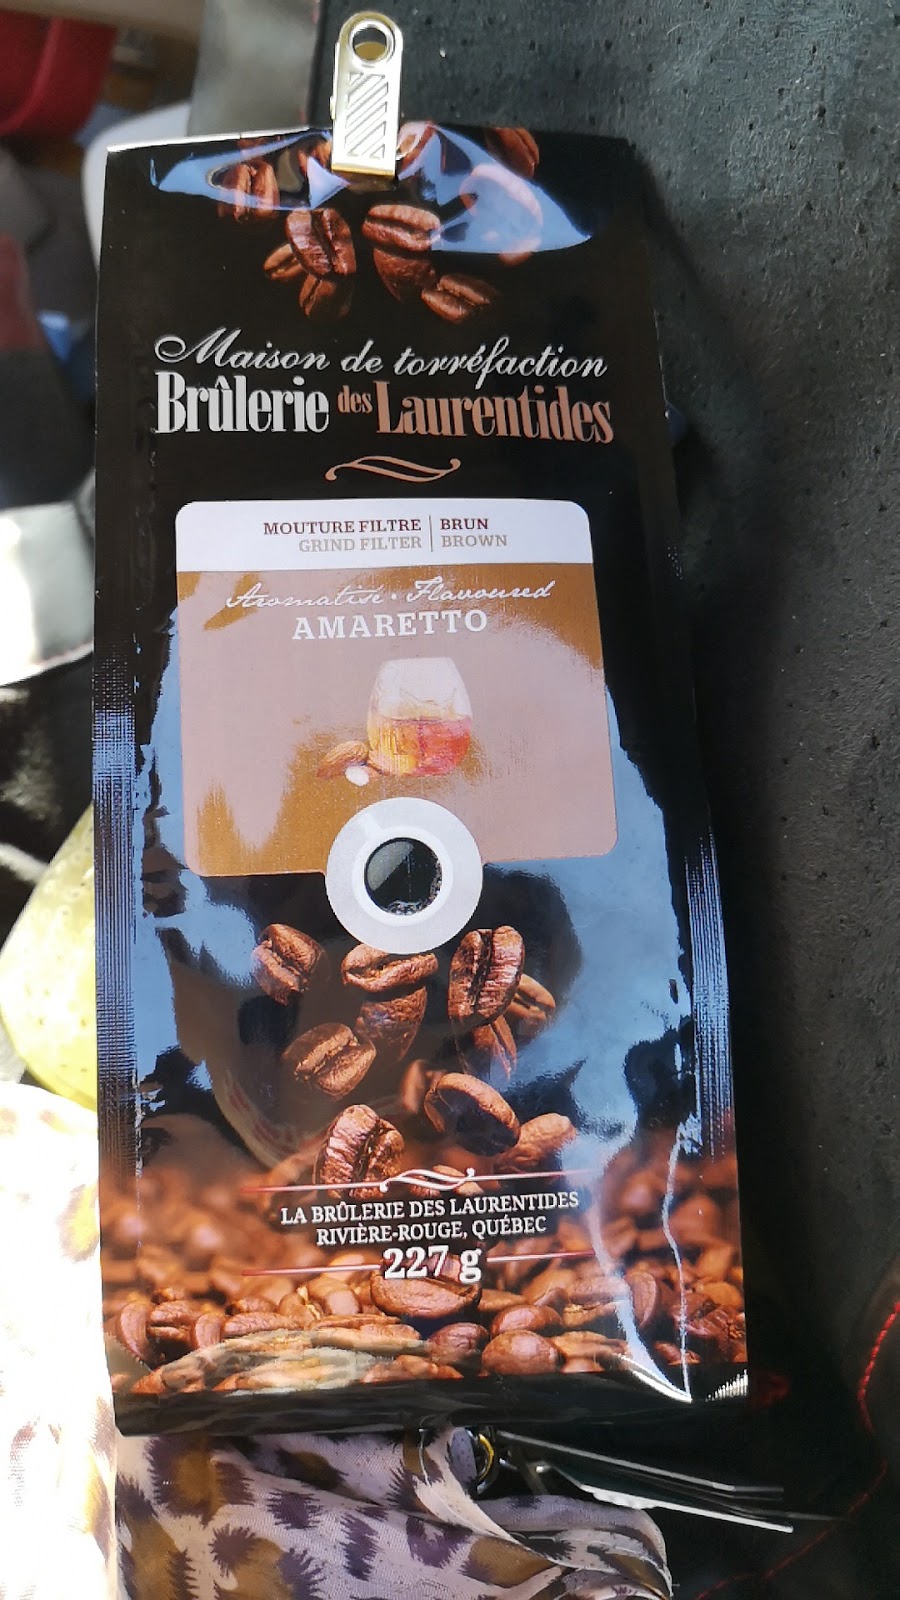 Maison de torréfaction
Brûlerie des Laurentides
MOUTURE FILTRE | BRUN
GRIND FILTER | BROWN
Aromatisé · Flavoured
AMARETTO
LA BRÛLERIE DES LAURENTIDES
RIVIÈRE-ROUGE, QUÉBEC
227 g